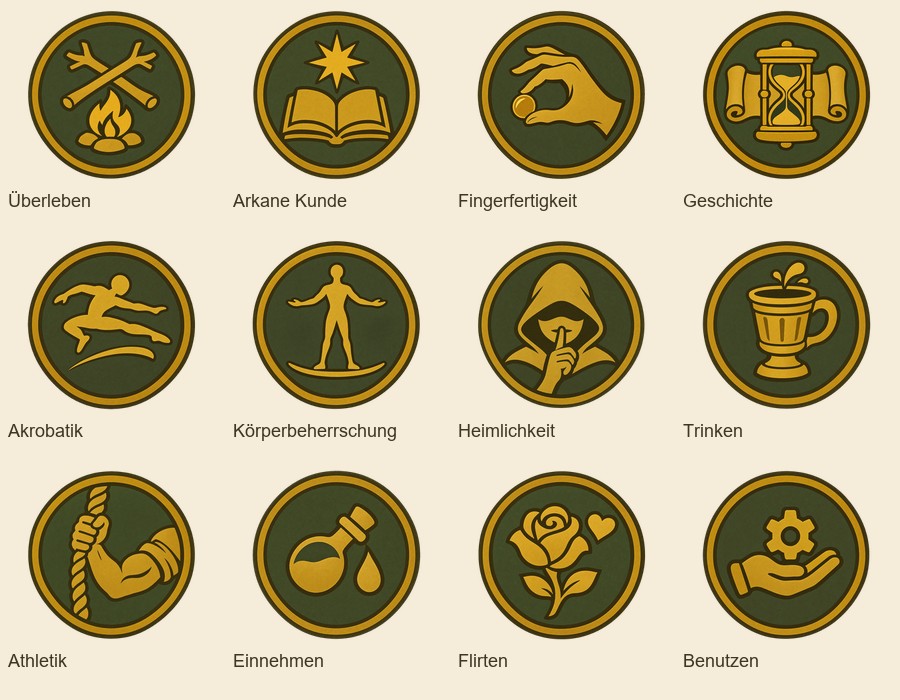 Überleben
Arkane Kunde
Fingerfertigkeit
Geschichte
Akrobatik
Körperbeherrschung
Heimlichkeit
Trinken
Athletik
Einnehmen
Flirten
Benutzen